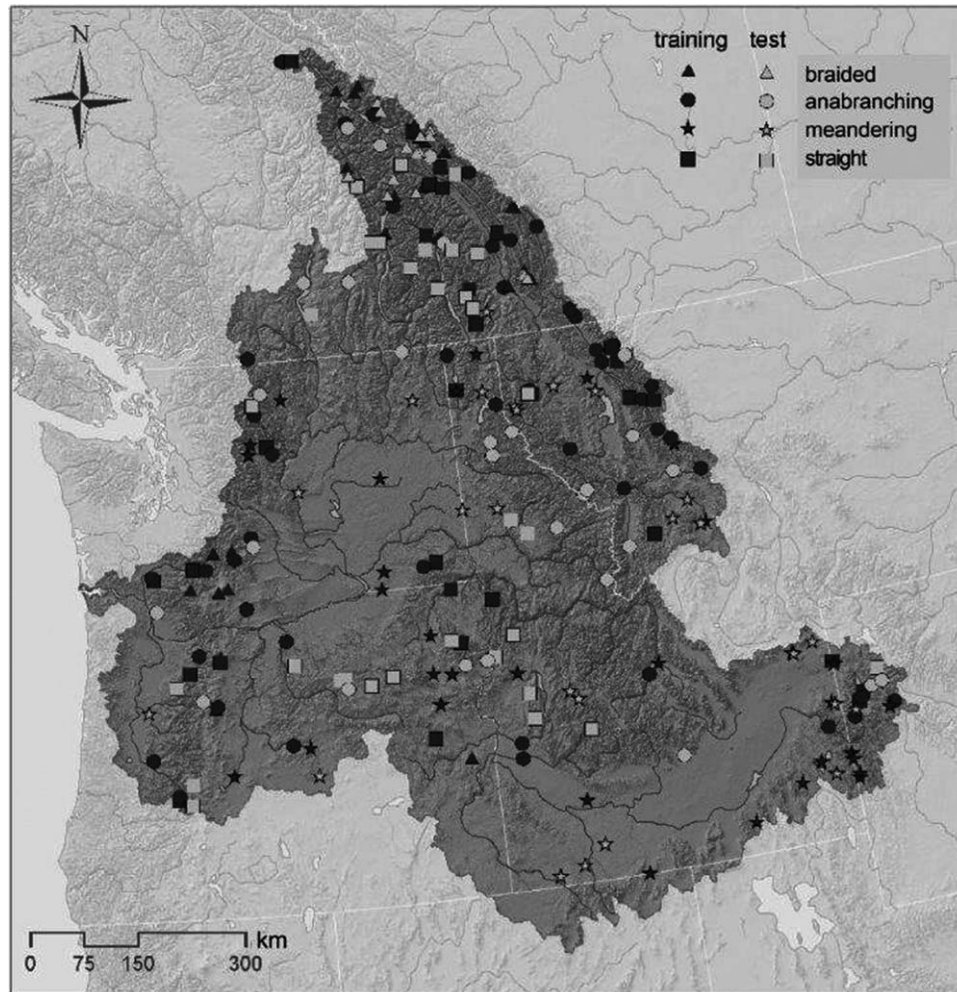 N
training test
braided
anabranching
meandering
straight
km
0 75 150 300